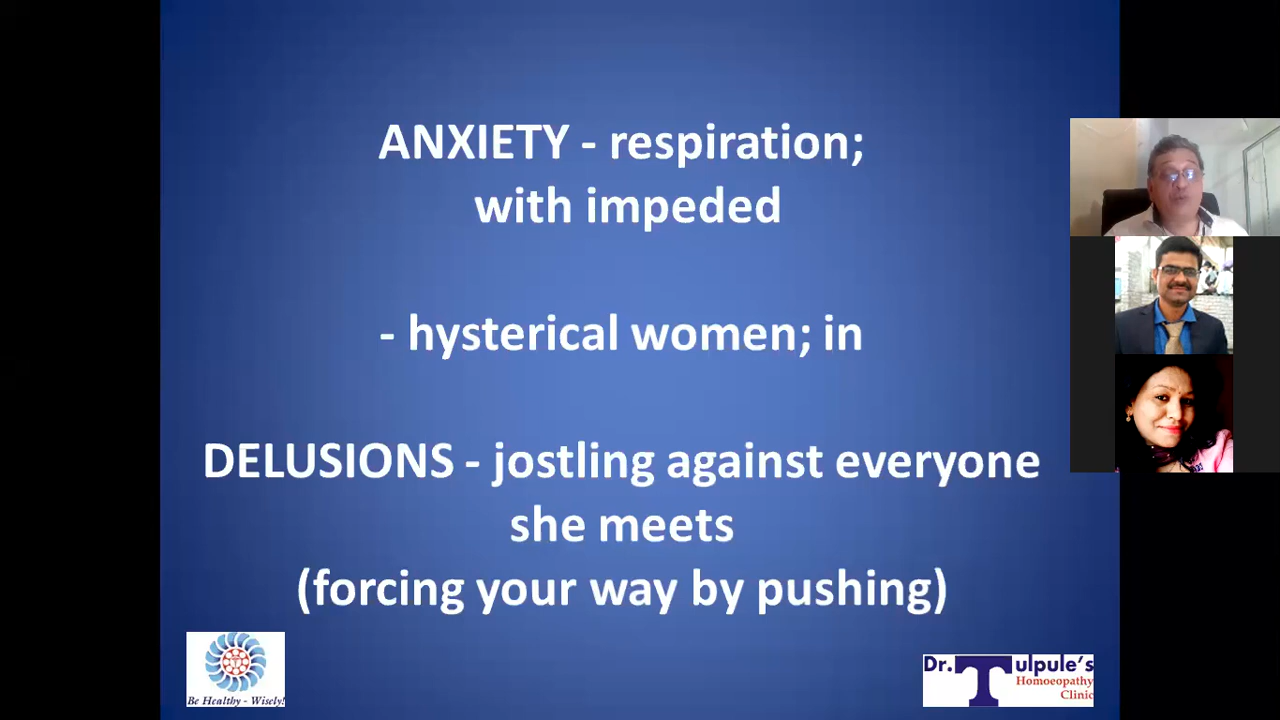 ANXIETY - respiration;
with impeded
- hysterical women; in
DELUSIONS - jostling against everyone
she meets
(forcing your way by pushing)
Be Healthy - Wisely!
Dr. Tulpule's
Homoeopathy
Clinic